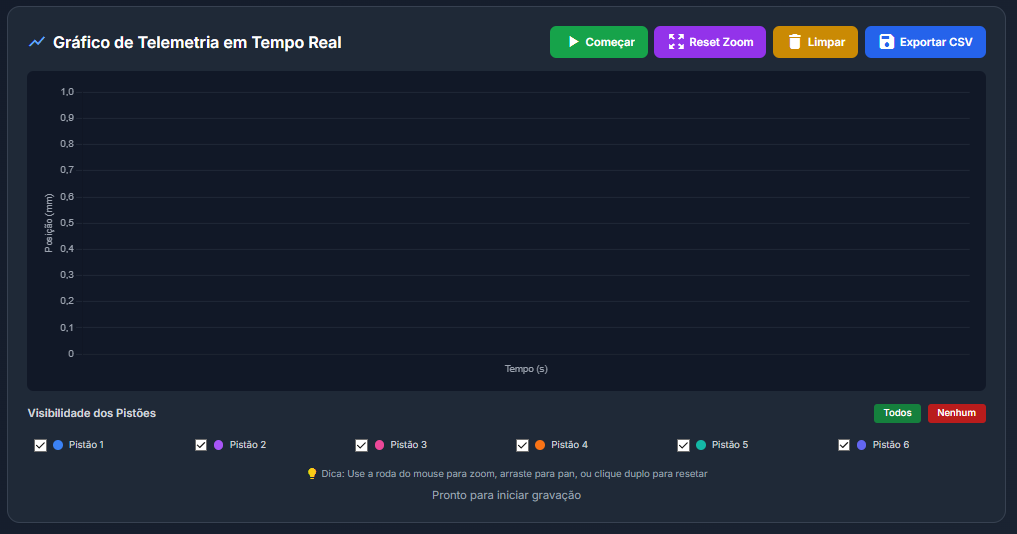 Gráfico de Telemetria em Tempo Real
Começar
Reset Zoom
Limpar
Exportar CSV
1,0
0,9
0,8
0,7
0,6
0,5
0,4
0,3
0,2
0,1
0
Posição (mm)
Tempo (s)
Visibilidade dos Pistões
Todos
Nenhum
Pistão 1
Pistão 2
Pistão 3
Pistão 4
Pistão 5
Pistão 6
Dica: Use a roda do mouse para zoom, arraste para pan, ou clique duplo para resetar
Pronto para iniciar gravação